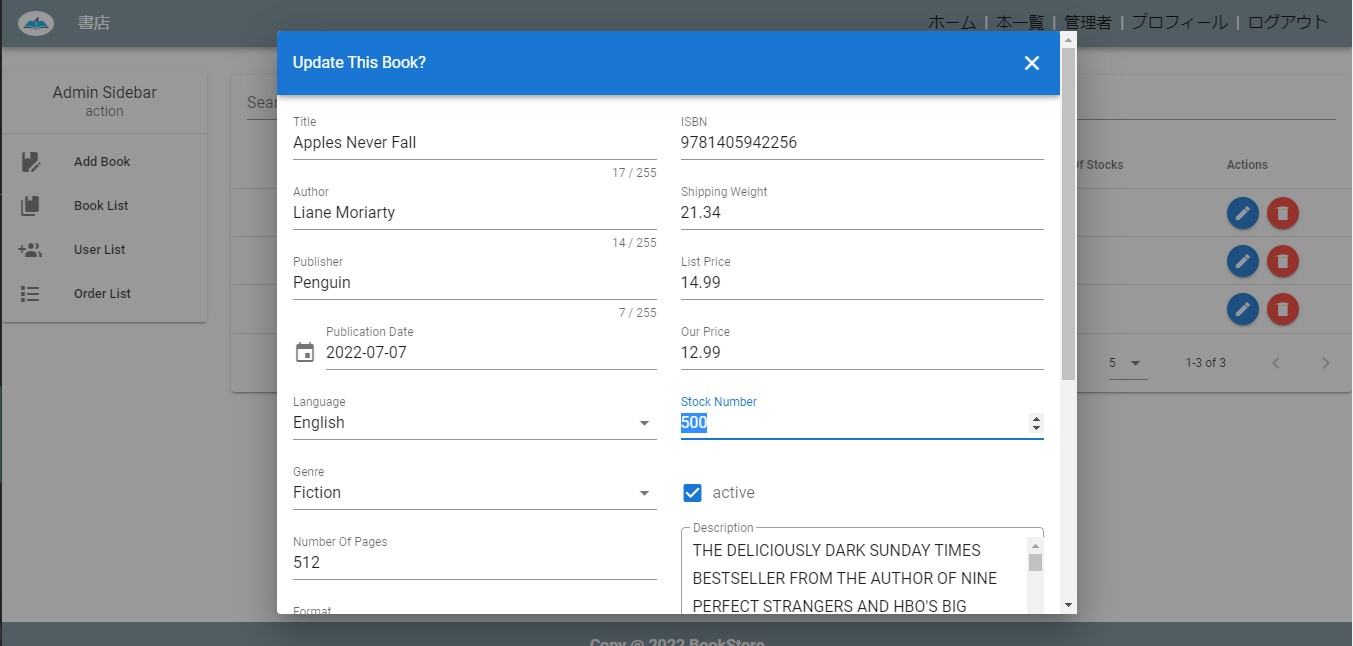 書店
ホーム | 本一覧 | 管理者 | プロフィール | ログアウト
Admin Sidebar
action
Add Book
Book List
User List
Order List
Update This Book?
Title
Apples Never Fall
17 / 255
Author
Liane Moriarty
14 / 255
Publisher
Penguin
7 / 255
Publication Date
2022-07-07
Language
English
Genre
Fiction
Number Of Pages
512
Format
ISBN
9781405942256
Shipping Weight
21.34
List Price
14.99
Our Price
12.99
Stock Number
500
active
Description
THE DELICIOUSLY DARK SUNDAY TIMES
BESTSELLER FROM THE AUTHOR OF NINE
PERFECT STRANGERS AND HBO'S BIG
Stocks
Actions
5
1-3 of 3
Copy @ 2022 BookStore